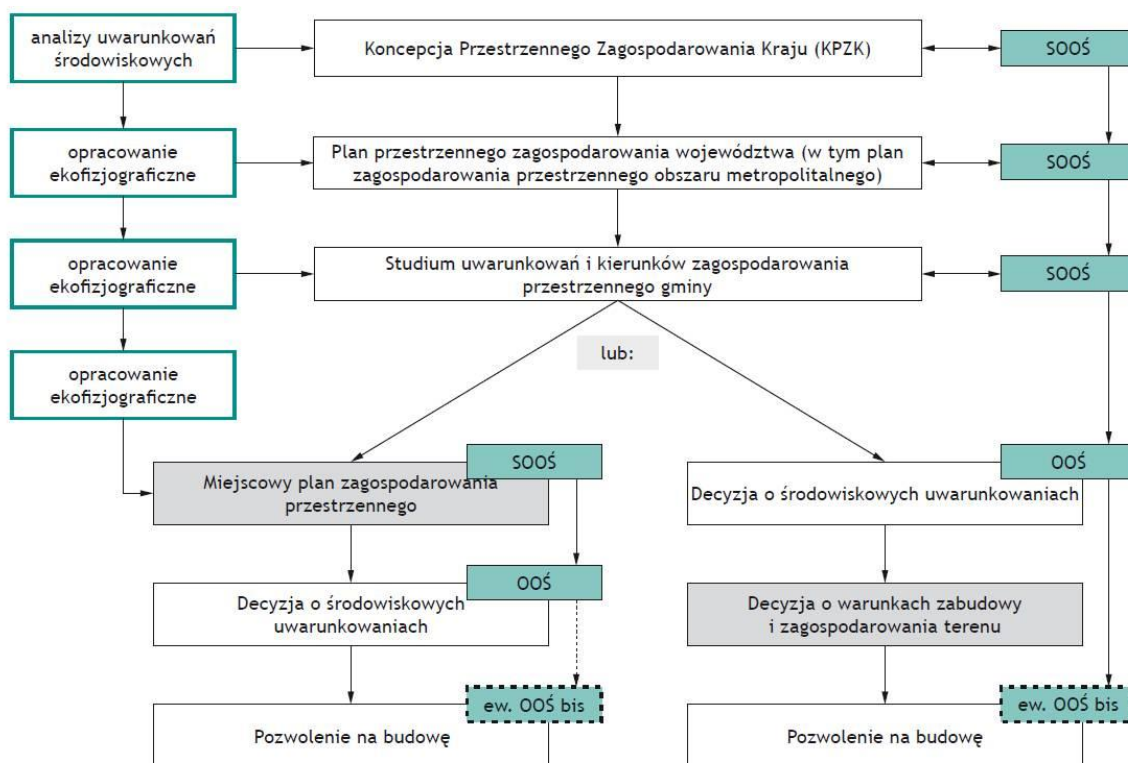 analizy uwarunkowań
środowiskowych
Koncepcja Przestrzennego Zagospodarowania Kraju (KPZK)
SOOŚ
opracowanie
ekofizjograficzne
Plan przestrzennego zagospodarowania województwa (w tym plan
zagospodarowania przestrzennego obszaru metropolitalnego)
SOOŚ
opracowanie
ekofizjograficzne
Studium uwarunkowań i kierunków zagospodarowania
przestrzennego gminy
SOOŚ
lub:
opracowanie
ekofizjograficzne
SOOŚ
Miejscowy plan zagospodarowania
przestrzennego
OOŚ
Decyzja o środowiskowych uwarunkowaniach
OOŚ
Decyzja o środowiskowych
uwarunkowaniach
Decyzja o warunkach zabudowy
i zagospodarowania terenu
ew. OOŚ bis
Pozwolenie na budowę
ew. OOŚ bis
Pozwolenie na budowę